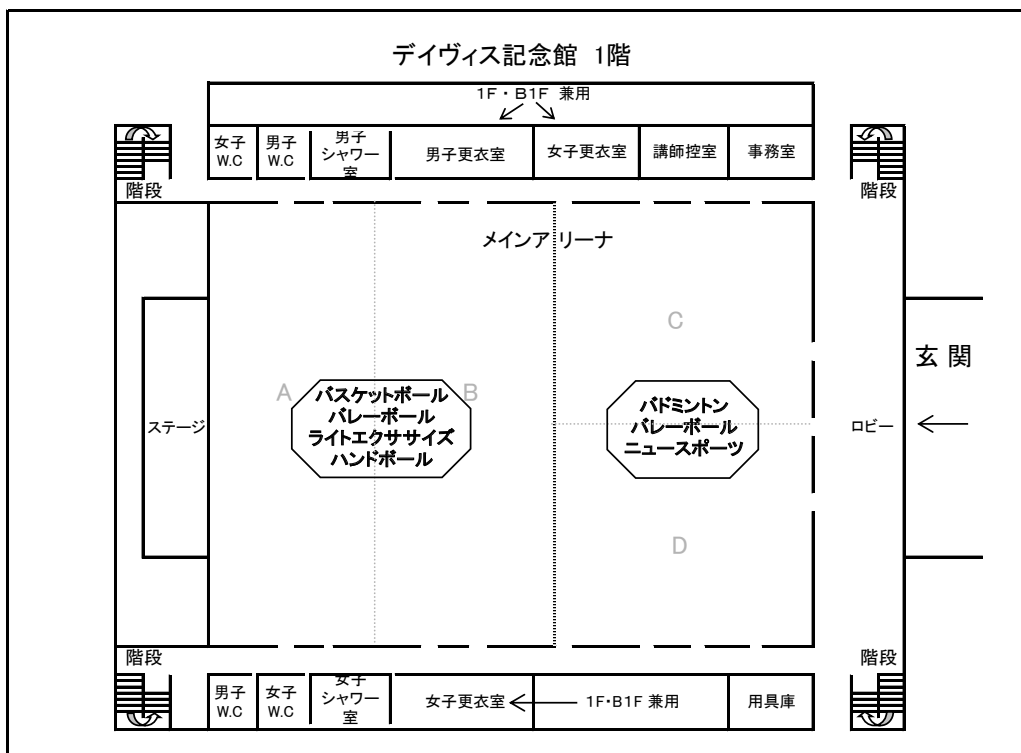 デイヴィス記念館 1階
1F・B1F 兼用
女子
W.C
男子
W.C
男子
シャワー
室
男子更衣室
女子更衣室
講師控室
事務室
階段
階段
メインアリーナ
C
玄 関
A
B
バスケットボール
バレーボール
ライトエクササイズ
ハンドボール
バドミントン
バレーボール
ニュースポーツ
ステージ
ロビー
D
階段
階段
男子
W.C
女子
W.C
女子
シャワー
室
女子更衣室
1F・B1F 兼用
用具庫